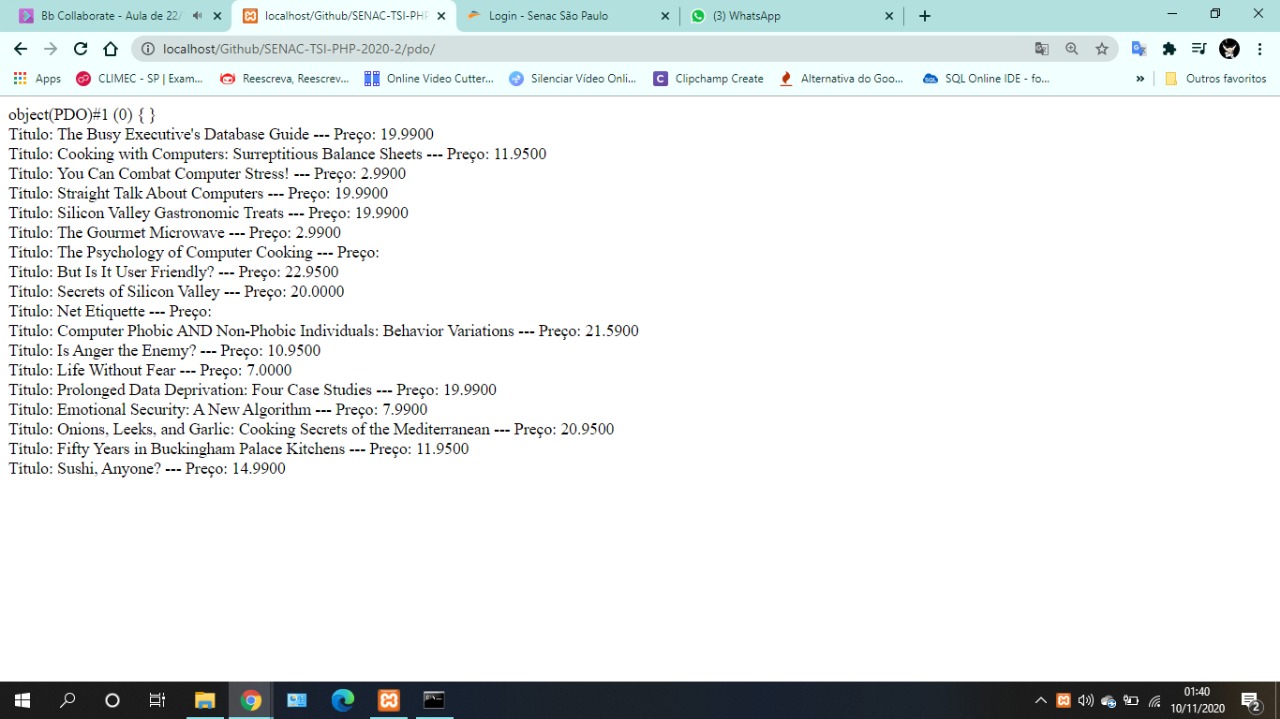 Bb Collaborate - Aula de 22/
localhost/Github/SENAC-TSI-PHP
Login - Senac São Paulo
(3) WhatsApp
localhost/Github/SENAC-TSI-PHP-2020-2/pdo/
Apps
CLIMEC - SP | Exam...
Reescreva, Reescrev...
Online Video Cutter...
Silenciar Vídeo Onli...
Clipchamp Create
Alternativa do Goo...
SQL Online IDE - fo...
»
Outros favoritos
object(PDO)#1 (0) { }
Titulo: The Busy Executive's Database Guide --- Preço: 19.9900
Titulo: Cooking with Computers: Surreptitious Balance Sheets --- Preço: 11.9500
Titulo: You Can Combat Computer Stress! --- Preço: 2.9900
Titulo: Straight Talk About Computers --- Preço: 19.9900
Titulo: Silicon Valley Gastronomic Treats --- Preço: 19.9900
Titulo: The Gourmet Microwave --- Preço: 2.9900
Titulo: The Psychology of Computer Cooking --- Preço:
Titulo: But Is It User Friendly? --- Preço: 22.9500
Titulo: Secrets of Silicon Valley --- Preço: 20.0000
Titulo: Net Etiquette --- Preço:
Titulo: Computer Phobic AND Non-Phobic Individuals: Behavior Variations --- Preço: 21.5900
Titulo: Is Anger the Enemy? --- Preço: 10.9500
Titulo: Life Without Fear --- Preço: 7.0000
Titulo: Prolonged Data Deprivation: Four Case Studies --- Preço: 19.9900
Titulo: Emotional Security: A New Algorithm --- Preço: 7.9900
Titulo: Onions, Leeks, and Garlic: Cooking Secrets of the Mediterranean --- Preço: 20.9500
Titulo: Fifty Years in Buckingham Palace Kitchens --- Preço: 11.9500
Titulo: Sushi, Anyone? --- Preço: 14.9900
01:40
10/11/2020
2